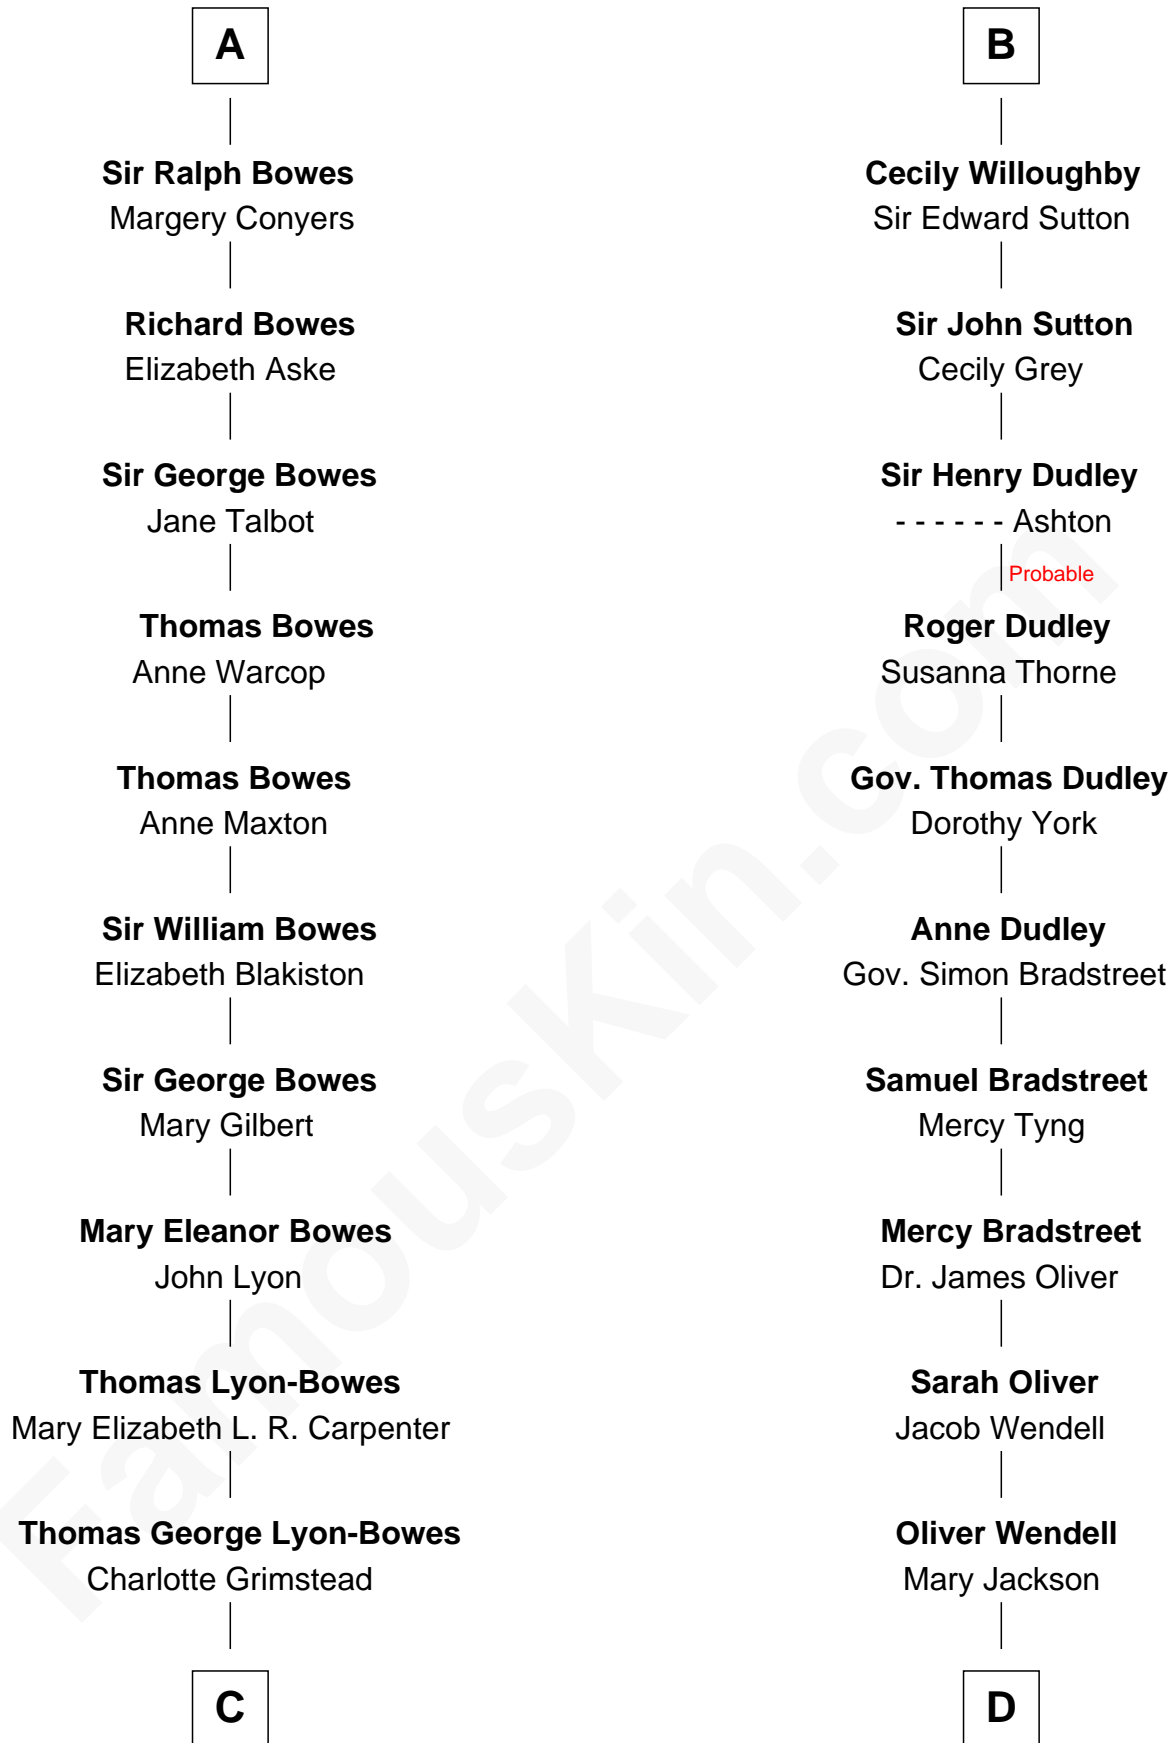 A
Sir Ralph Bowes
Margery Conyers
Richard Bowes
Elizabeth Aske
Sir George Bowes
Jane Talbot
Thomas Bowes
Anne Warcop
Thomas Bowes
Anne Maxton
Sir William Bowes
Elizabeth Blakiston
Sir George Bowes
Mary Gilbert
Mary Eleanor Bowes
John Lyon
Thomas Lyon-Bowes
Mary Elizabeth L. R. Carpenter
Thomas George Lyon-Bowes
Charlotte Grimstead
C
B
Cecily Willoughby
Sir Edward Sutton
Sir John Sutton
Cecily Grey
Sir Henry Dudley
- - - - - - Ashton
Probable
Roger Dudley
Susanna Thorne
Gov. Thomas Dudley
Dorothy York
Anne Dudley
Gov. Simon Bradstreet
Samuel Bradstreet
Mercy Tyng
Mercy Bradstreet
Dr. James Oliver
Sarah Oliver
Jacob Wendell
Oliver Wendell
Mary Jackson
D
FamousKin.com